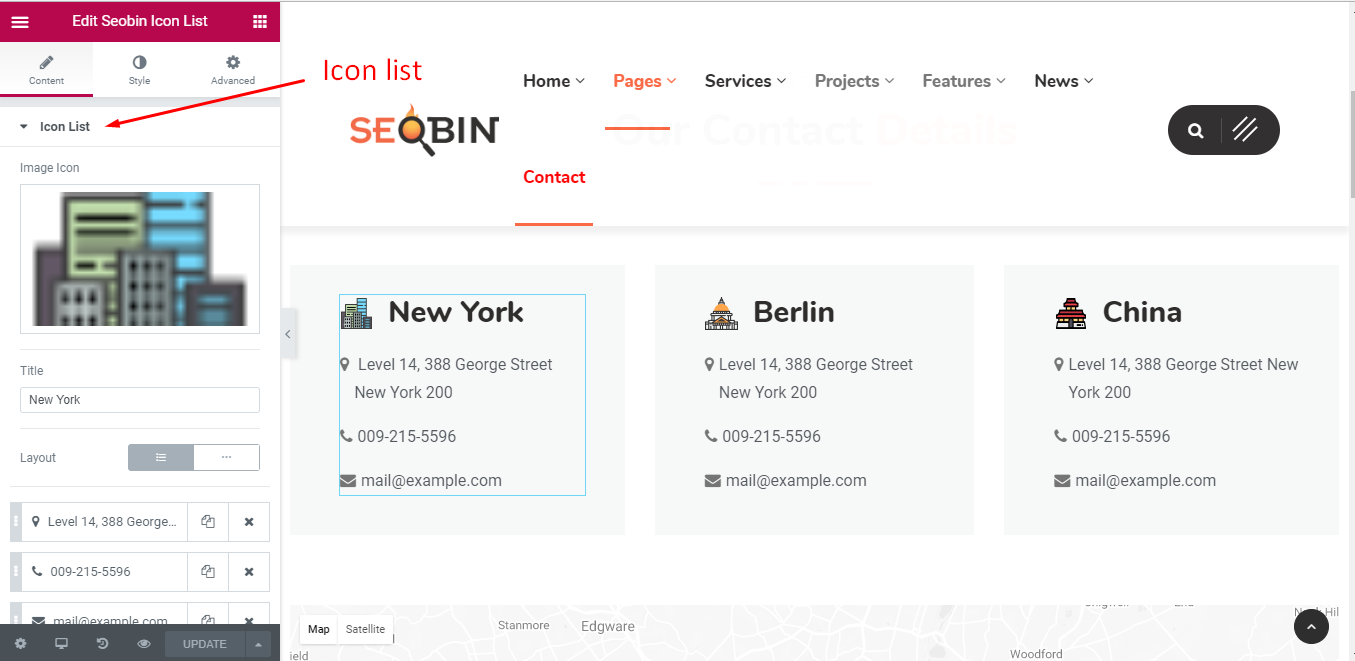 Edit Seobin Icon List
Content
Style
Advanced
Icon List
Image Icon
Title
New York
Layout
Level 14, 388 George...
009-215-5596
mail@example.com
UPDATE
Icon list
Home
Pages
Services
Projects
Features
News
SEOBIN
Our Contact Details
Contact
New York
Level 14, 388 George Street
New York 200
009-215-5596
mail@example.com
Berlin
Level 14, 388 George Street
New York 200
009-215-5596
mail@example.com
China
Level 14, 388 George Street New
York 200
009-215-5596
mail@example.com
Map
Satellite
Stanmore
Edgware
Woodford